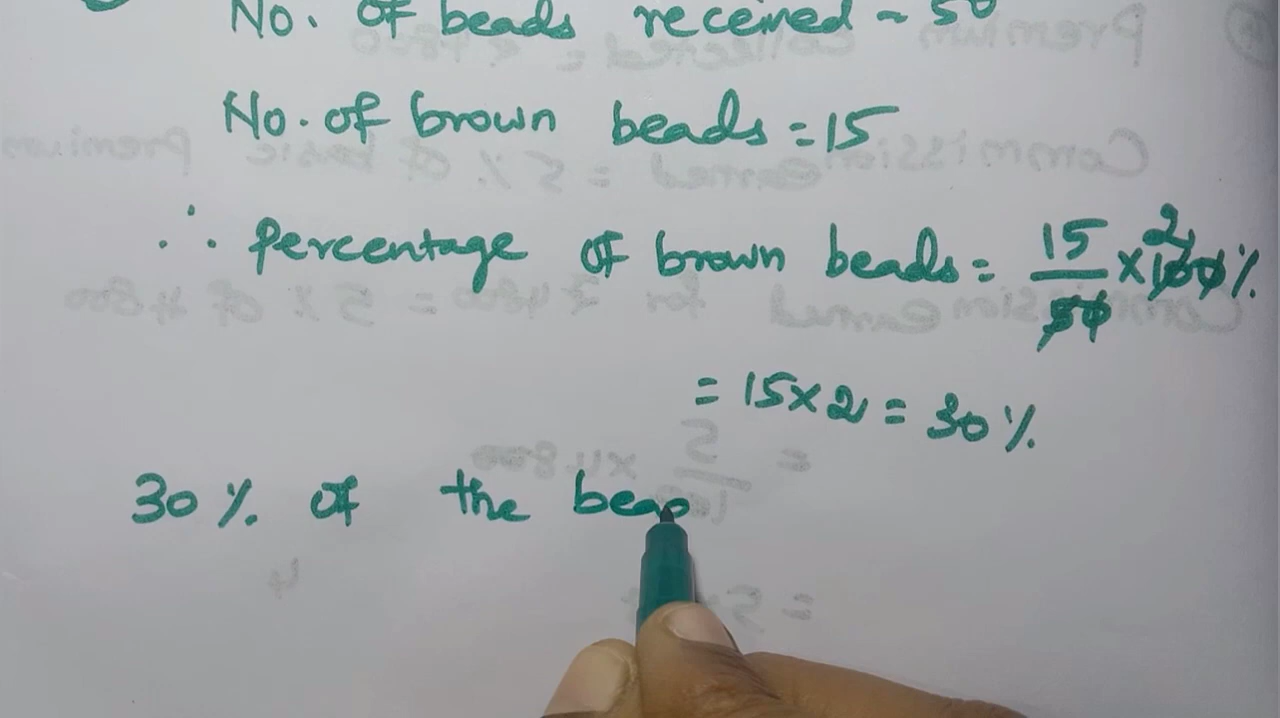 No. of beads received = 50
No. of brown beads = 15
∴ percentage of brown beads = 15/50 × 100 2 %
= 15 × 2 = 30 %
30 % of the bea